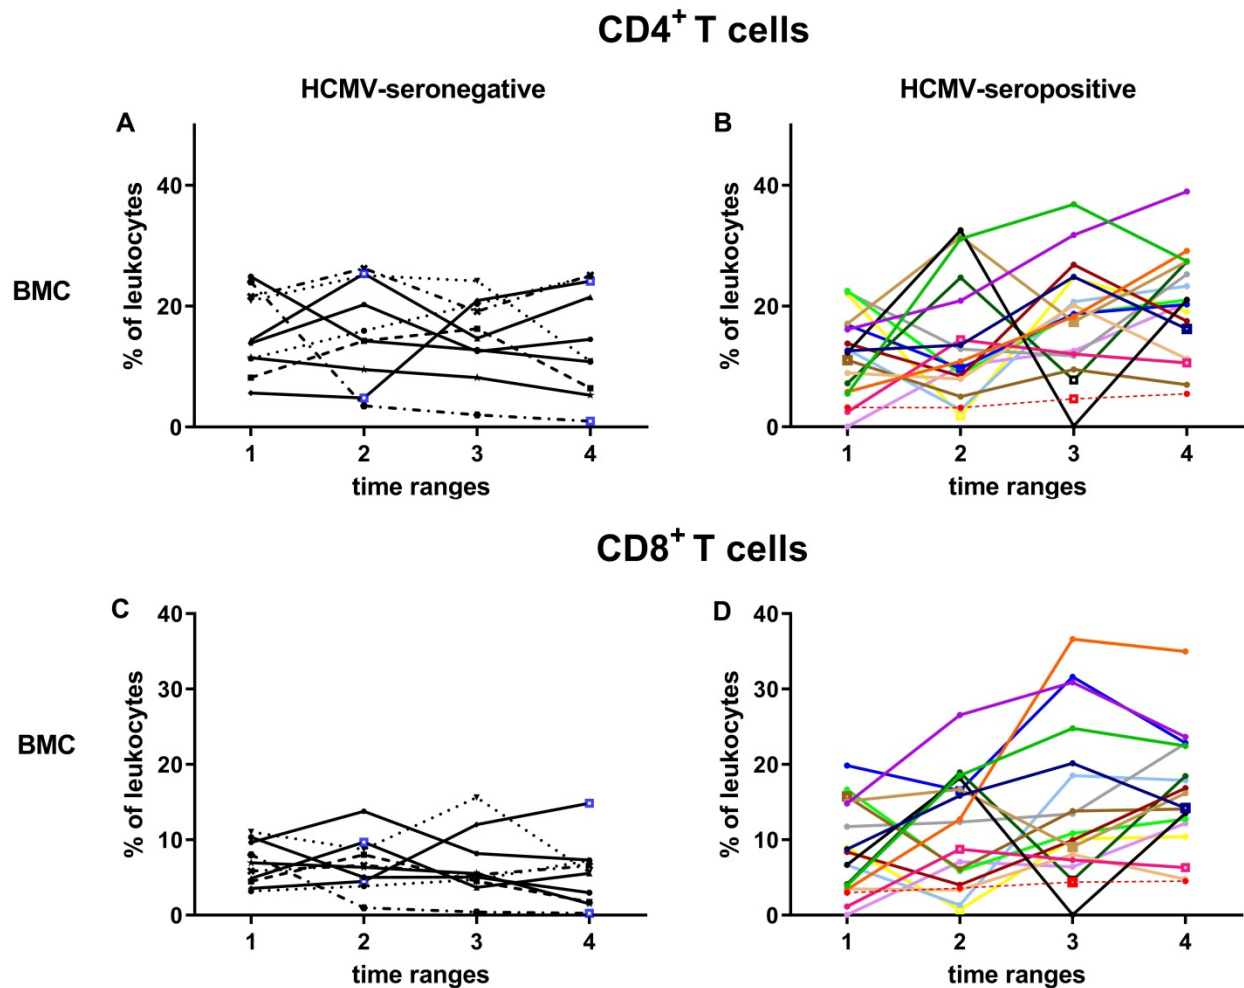 CD4+ T cells
HCMV-seronegative
HCMV-seropositive
A
B
BMC
% of leukocytes
40
20
0
1 2 3 4
time ranges
% of leukocytes
40
20
0
1 2 3 4
time ranges
CD8+ T cells
C
D
BMC
% of leukocytes
40
30
20
10
0
1 2 3 4
time ranges
% of leukocytes
40
30
20
10
0
1 2 3 4
time ranges